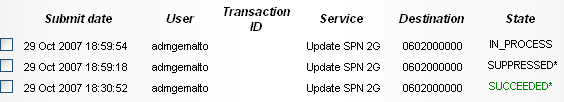 Submit date User Transaction ID Service Destination State
29 Oct 2007 18:59:54 admgemalto Update SPN 2G 0602000000 IN_PROCESS
29 Oct 2007 18:59:18 admgemalto Update SPN 2G 0602000000 SUPPRESSED*
29 Oct 2007 18:30:52 admgemalto Update SPN 2G 0602000000 SUCCEEDED*